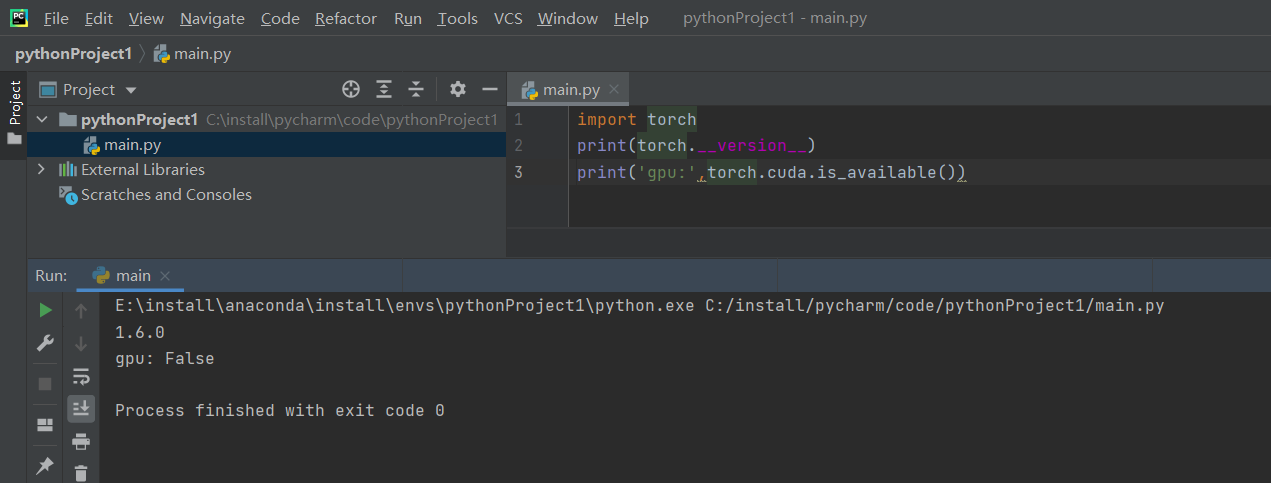 PC File Edit View Navigate Code Refactor Run Tools VCS Window Help pythonProject1 - main.py
pythonProject1 main.py
Project
Project
main.py
pythonProject1 C:\install\pycharm\code\pythonProject1
main.py
External Libraries
Scratches and Consoles
1 import torch
2 print(torch.__version__)
3 print('gpu:',torch.cuda.is_available())
Run: main
E:\install\anaconda\install\envs\pythonProject1\python.exe C:/install/pycharm/code/pythonProject1/main.py
1.6.0
gpu: False
Process finished with exit code 0